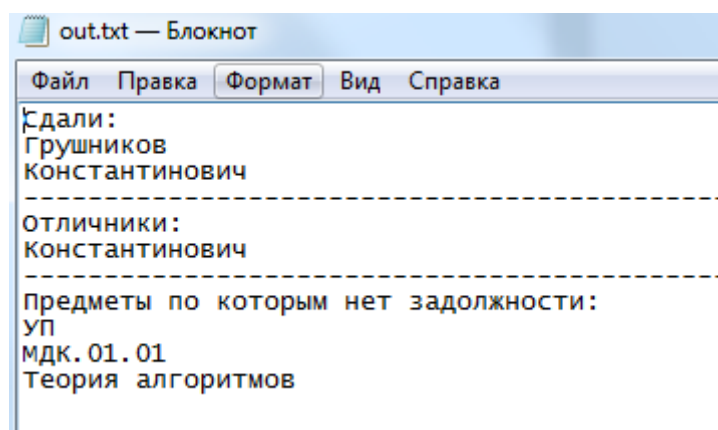 out.txt — Блокнот
Файл Правка Формат Вид Справка
Сдали:
Грушников
Константинович
--------------------------------------------------
Отличники:
Константинович
--------------------------------------------------
Предметы по которым нет задолжности:
УП
МДК.01.01
Теория алгоритмов